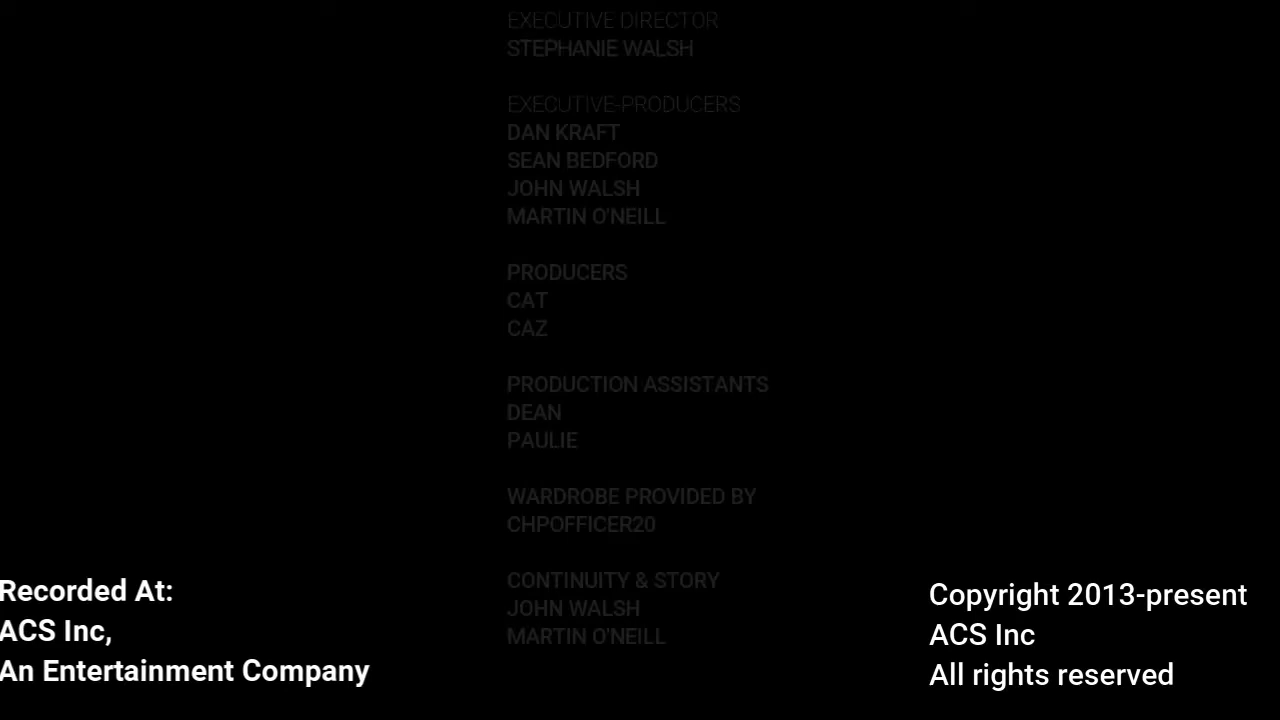 EXECUTIVE DIRECTOR
STEPHANIE WALSH
EXECUTIVE-PRODUCERS
DAN KRAFT
SEAN BEDFORD
JOHN WALSH
MARTIN O'NEILL
PRODUCERS
CAT
CAZ
PRODUCTION ASSISTANTS
DEAN
PAULIE
WARDROBE PROVIDED BY
CHPOFFICER20
CONTINUITY & STORY
JOHN WALSH
MARTIN O'NEILL
Recorded At:
ACS Inc,
An Entertainment Company
Copyright 2013-present
ACS Inc
All rights reserved